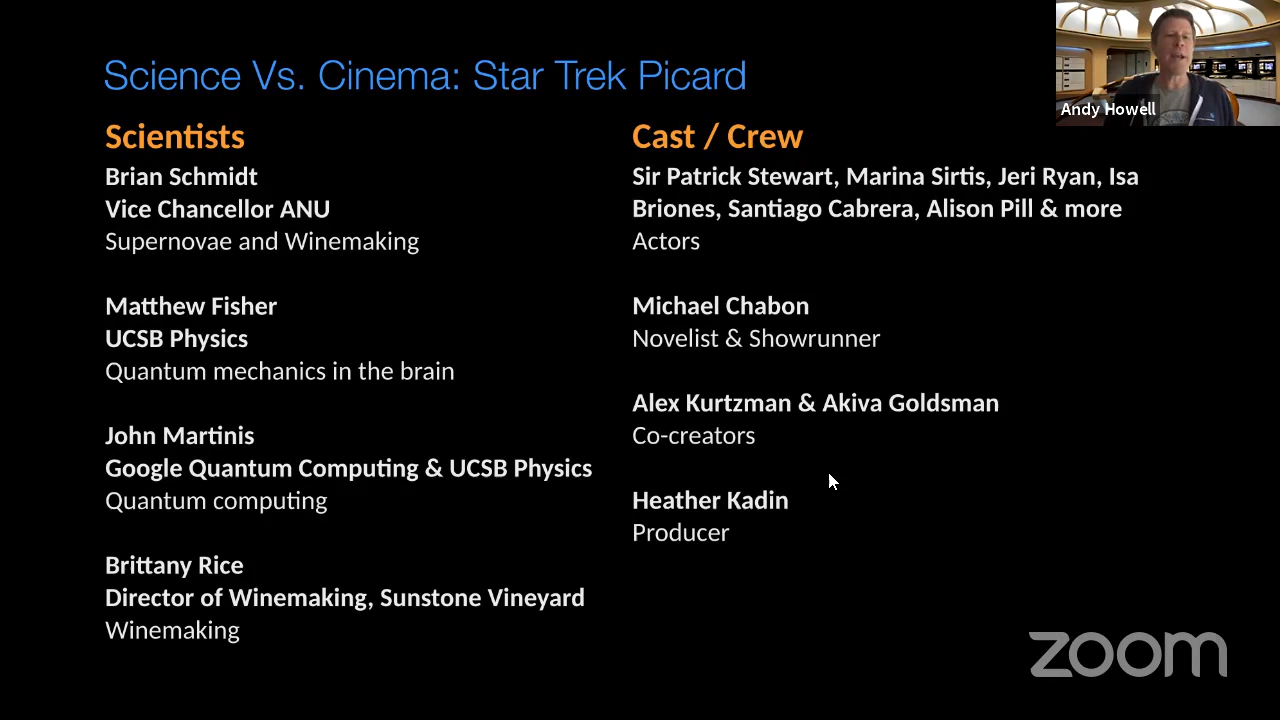 Science Vs. Cinema: Star Trek Picard
Andy Howell
Scientists
Brian Schmidt
Vice Chancellor ANU
Supernovae and Winemaking
Matthew Fisher
UCSB Physics
Quantum mechanics in the brain
John Martinis
Google Quantum Computing & UCSB Physics
Quantum computing
Brittany Rice
Director of Winemaking, Sunstone Vineyard
Winemaking
Cast / Crew
Sir Patrick Stewart, Marina Sirtis, Jeri Ryan, Isa
Briones, Santiago Cabrera, Alison Pill & more
Actors
Michael Chabon
Novelist & Showrunner
Alex Kurtzman & Akiva Goldsman
Co-creators
Heather Kadin
Producer
zoom